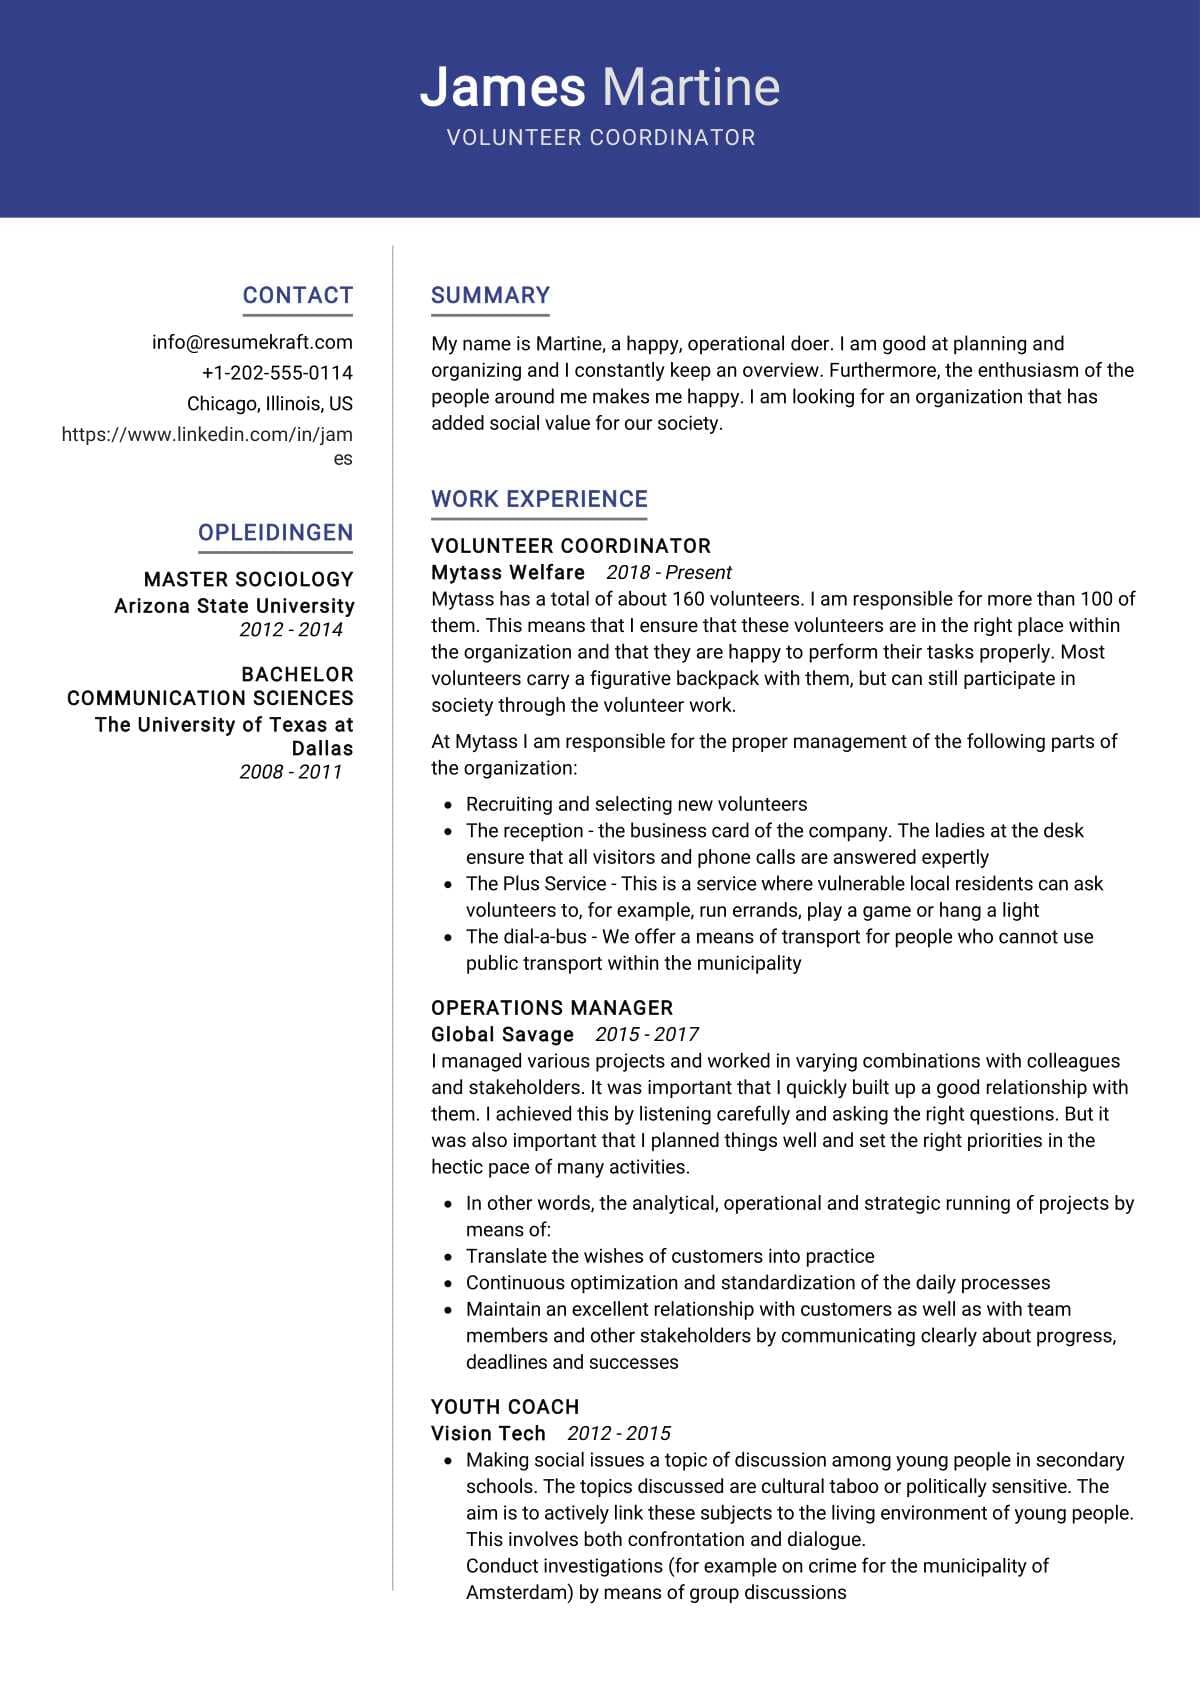 James Martine
VOLUNTEER COORDINATOR
CONTACT
info@resumekraft.com
+1-202-555-0114
Chicago, Illinois, US
https://www.linkedin.com/in/jam
es
OPLEIDINGEN
MASTER SOCIOLOGY
Arizona State University
2012 - 2014
BACHELOR
COMMUNICATION SCIENCES
The University of Texas at
Dallas
2008 - 2011
SUMMARY
My name is Martine, a happy, operational doer. I am good at planning and
organizing and I constantly keep an overview. Furthermore, the enthusiasm of the
people around me makes me happy. I am looking for an organization that has
added social value for our society.
WORK EXPERIENCE
VOLUNTEER COORDINATOR
Mytass Welfare 2018 - Present
Mytass has a total of about 160 volunteers. I am responsible for more than 100 of
them. This means that I ensure that these volunteers are in the right place within
the organization and that they are happy to perform their tasks properly. Most
volunteers carry a figurative backpack with them, but can still participate in
society through the volunteer work.
At Mytass I am responsible for the proper management of the following parts of
the organization:
• Recruiting and selecting new volunteers
• The reception - the business card of the company. The ladies at the desk
ensure that all visitors and phone calls are answered expertly
• The Plus Service - This is a service where vulnerable local residents can ask
volunteers to, for example, run errands, play a game or hang a light
• The dial-a-bus - We offer a means of transport for people who cannot use
public transport within the municipality
OPERATIONS MANAGER
Global Savage 2015 - 2017
I managed various projects and worked in varying combinations with colleagues
and stakeholders. It was important that I quickly built up a good relationship with
them. I achieved this by listening carefully and asking the right questions. But it
was also important that I planned things well and set the right priorities in the
hectic pace of many activities.
• In other words, the analytical, operational and strategic running of projects by
means of:
• Translate the wishes of customers into practice
• Continuous optimization and standardization of the daily processes
• Maintain an excellent relationship with customers as well as with team
members and other stakeholders by communicating clearly about progress,
deadlines and successes
YOUTH COACH
Vision Tech 2012 - 2015
• Making social issues a topic of discussion among young people in secondary
schools. The topics discussed are cultural taboo or politically sensitive. The
aim is to actively link these subjects to the living environment of young people.
This involves both confrontation and dialogue.
Conduct investigations (for example on crime for the municipality of
Amsterdam) by means of group discussions